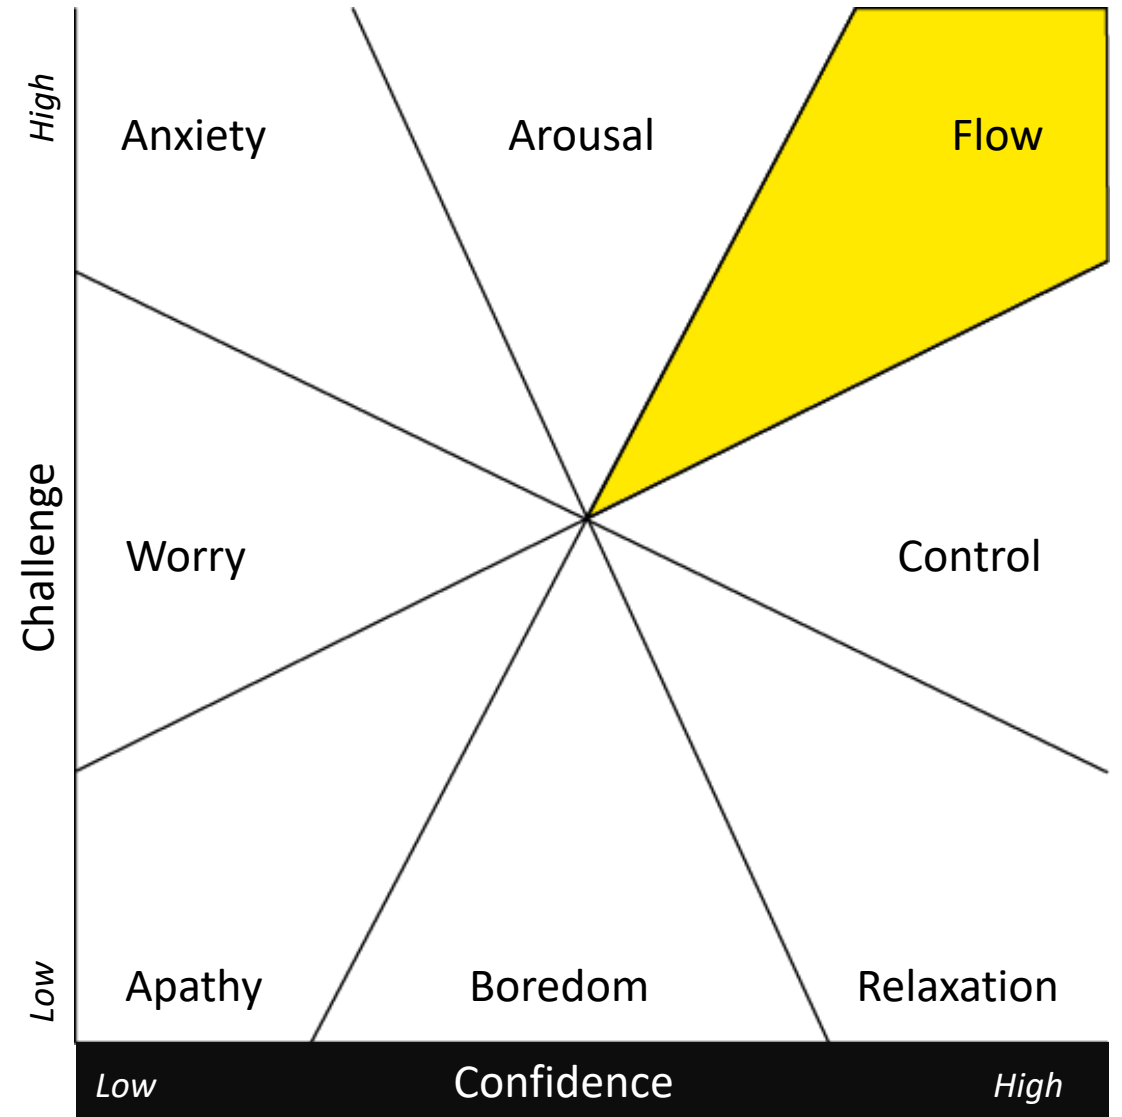 High
Anxiety
Arousal
Flow
Challenge
Worry
Control
Low
Apathy
Boredom
Relaxation
Low
Confidence
High